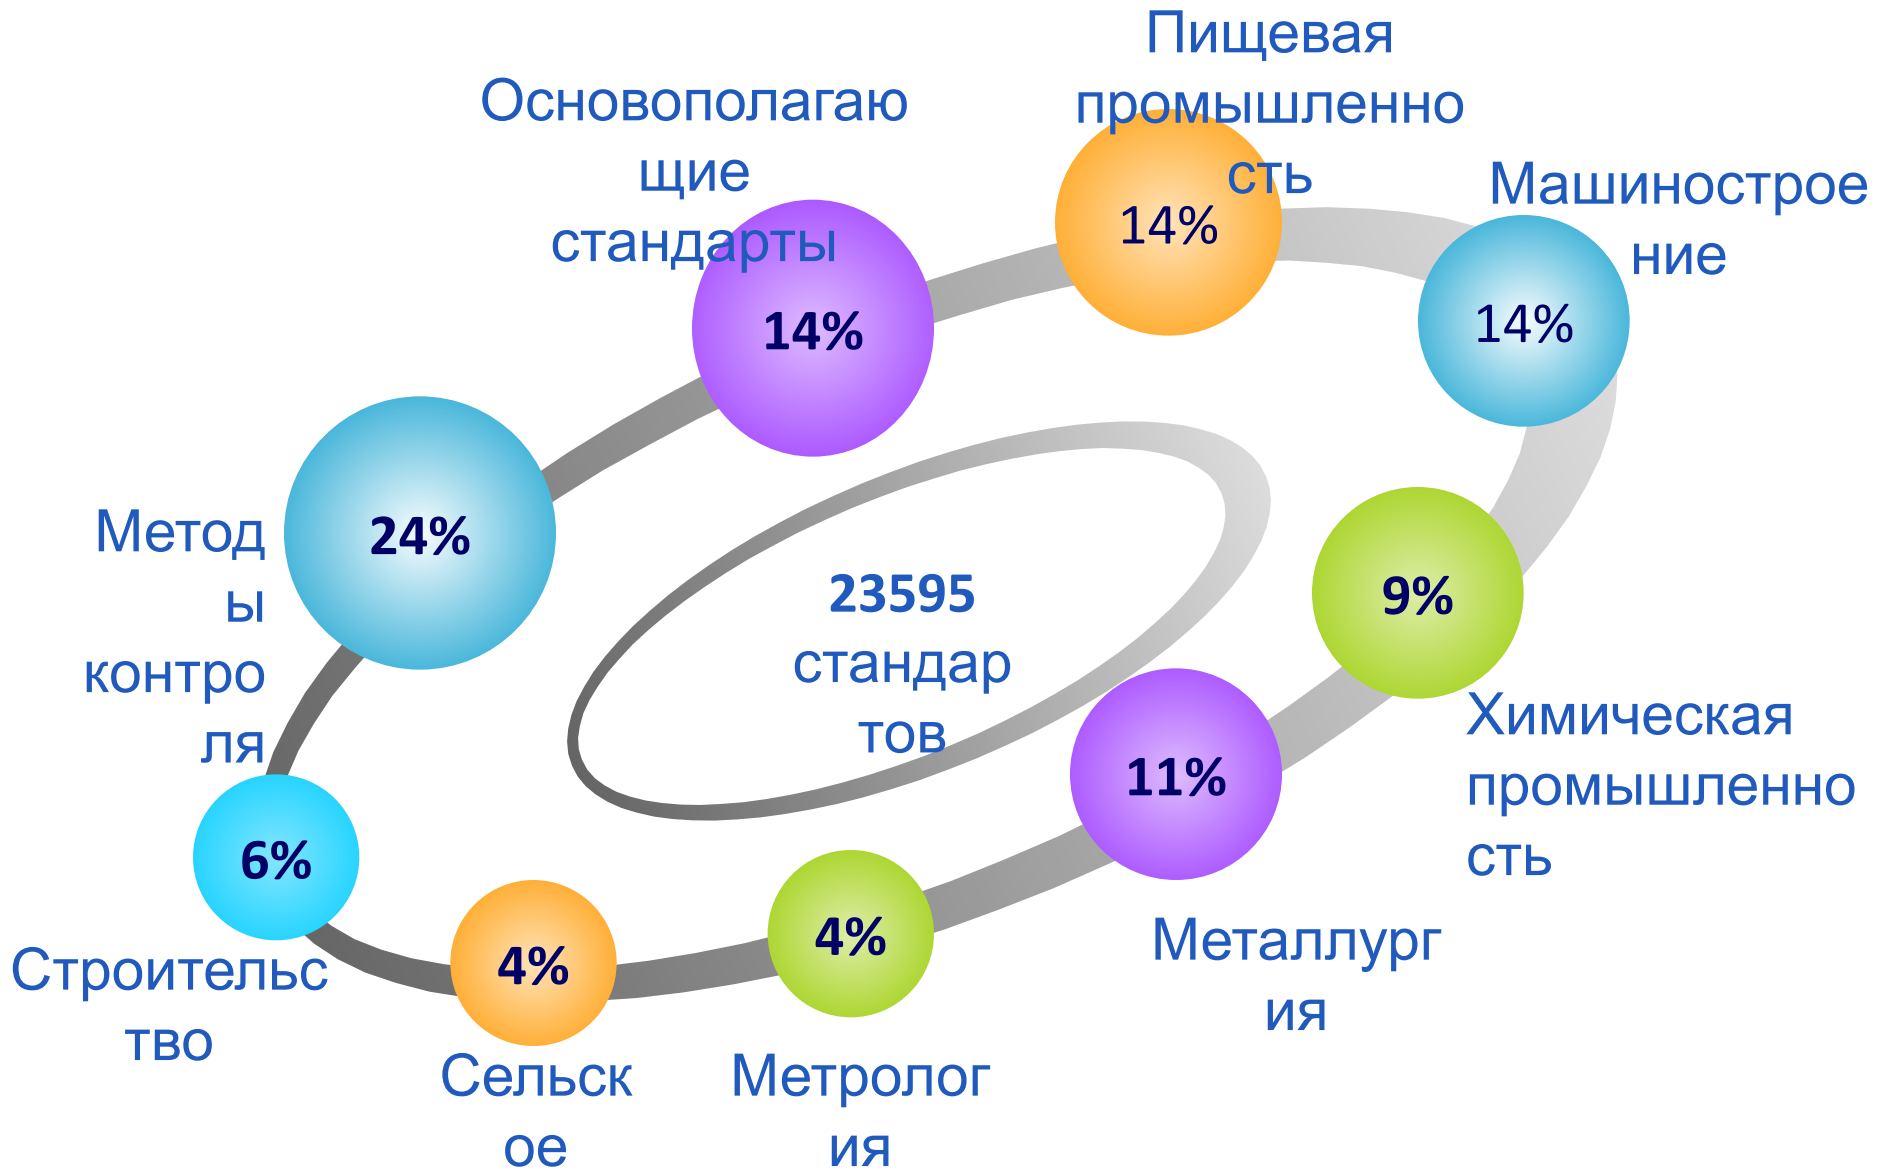 Пищевая
промышленно
сть
14%
Основополагаю
щие
стандарты
14%
Машинострое
ние
14%
Метод
ы
контро
ля
24%
23595
стандар
тов
9%
Химическая
промышленно
сть
11%
Металлург
ия
6%
Строительс
тво
4%
Сельск
ое
4%
Метролог
ия